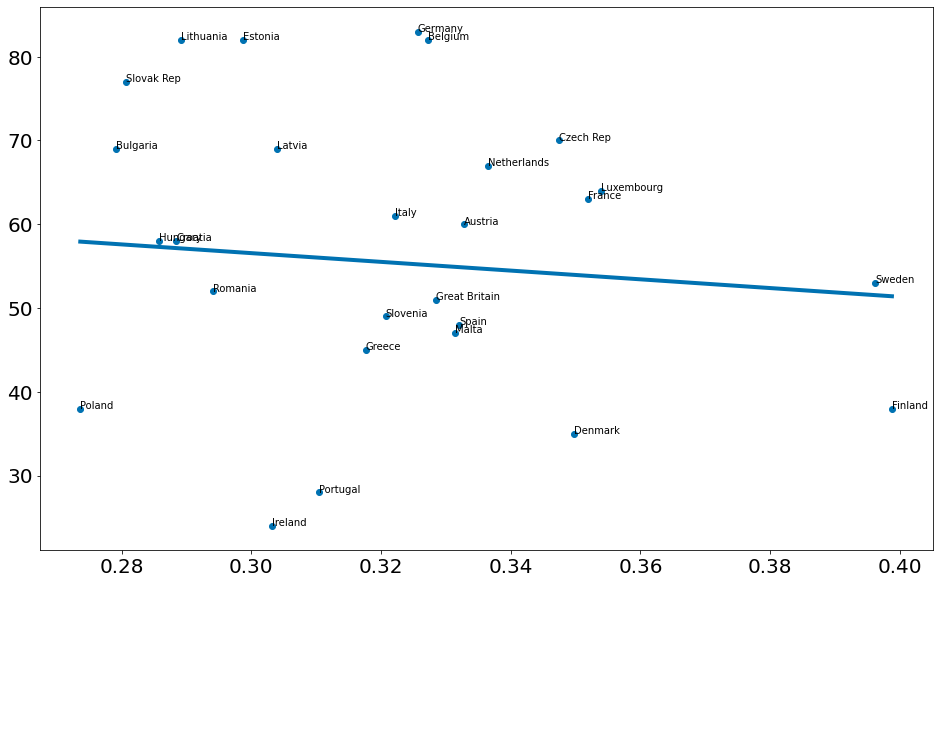 Germany
Lithuania
Estonia
Belgium
80
Slovak Rep
70
Czech Rep
Bulgaria
Latvia
Netherlands
Luxembourg
France
Italy
Austria
60
Hungary
Croatia
Sweden
Romania
Great Britain
50
Slovenia
Spain
Malta
Greece
40
Poland
Finland
Denmark
30
Portugal
Ireland
0.28 0.30 0.32 0.34 0.36 0.38 0.40